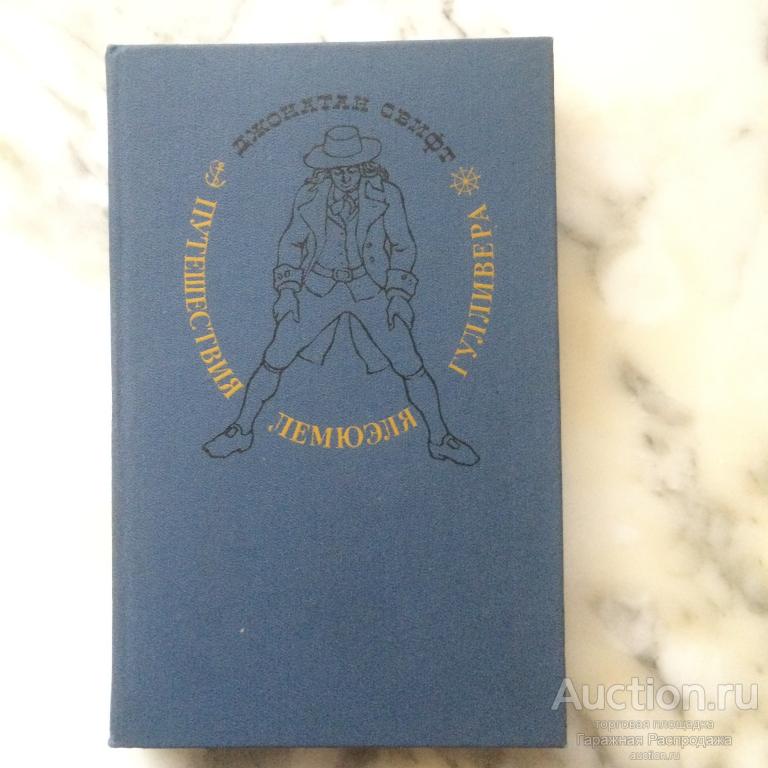 ДЖОНАТАН СВИФТ
ПУТЕШЕСТВИЯ
ЛЕМЮЭЛЯ
ГУЛЛИВЕРА
Auction.ru
торговая площадка
Гаражная Распродажа
auction.ru